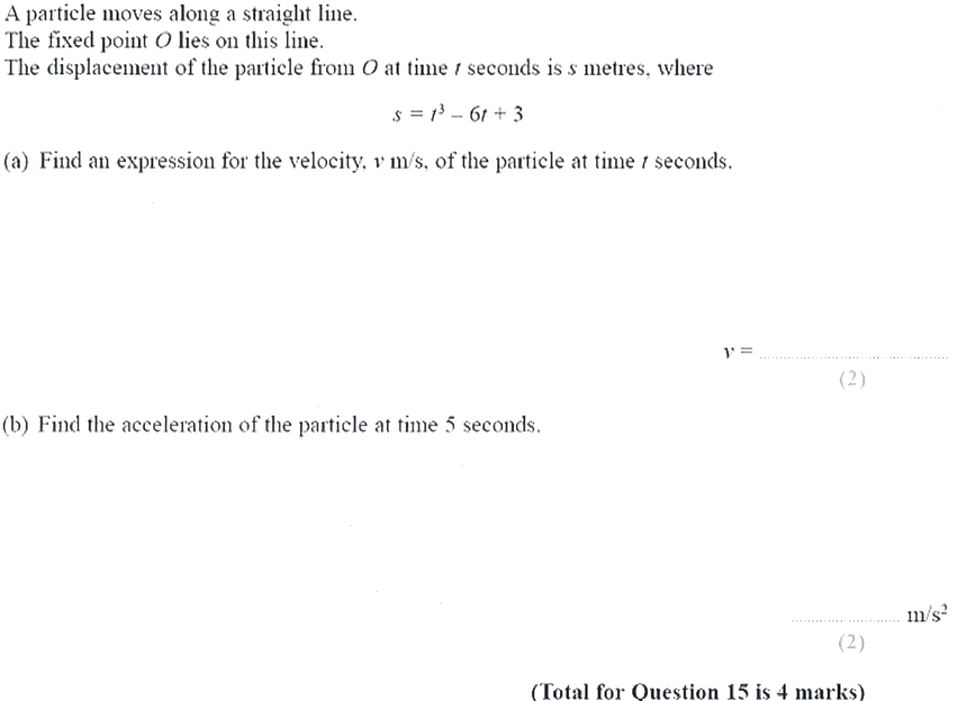 A particle moves along a straight line.
The fixed point O lies on this line.
The displacement of the particle from O at time t seconds is s metres, where
s = t³ – 6t + 3
(a) Find an expression for the velocity, v m/s, of the particle at time t seconds.
v = ....................................................
(2)
(b) Find the acceleration of the particle at time 5 seconds.
.............................. m/s²
(2)
(Total for Question 15 is 4 marks)